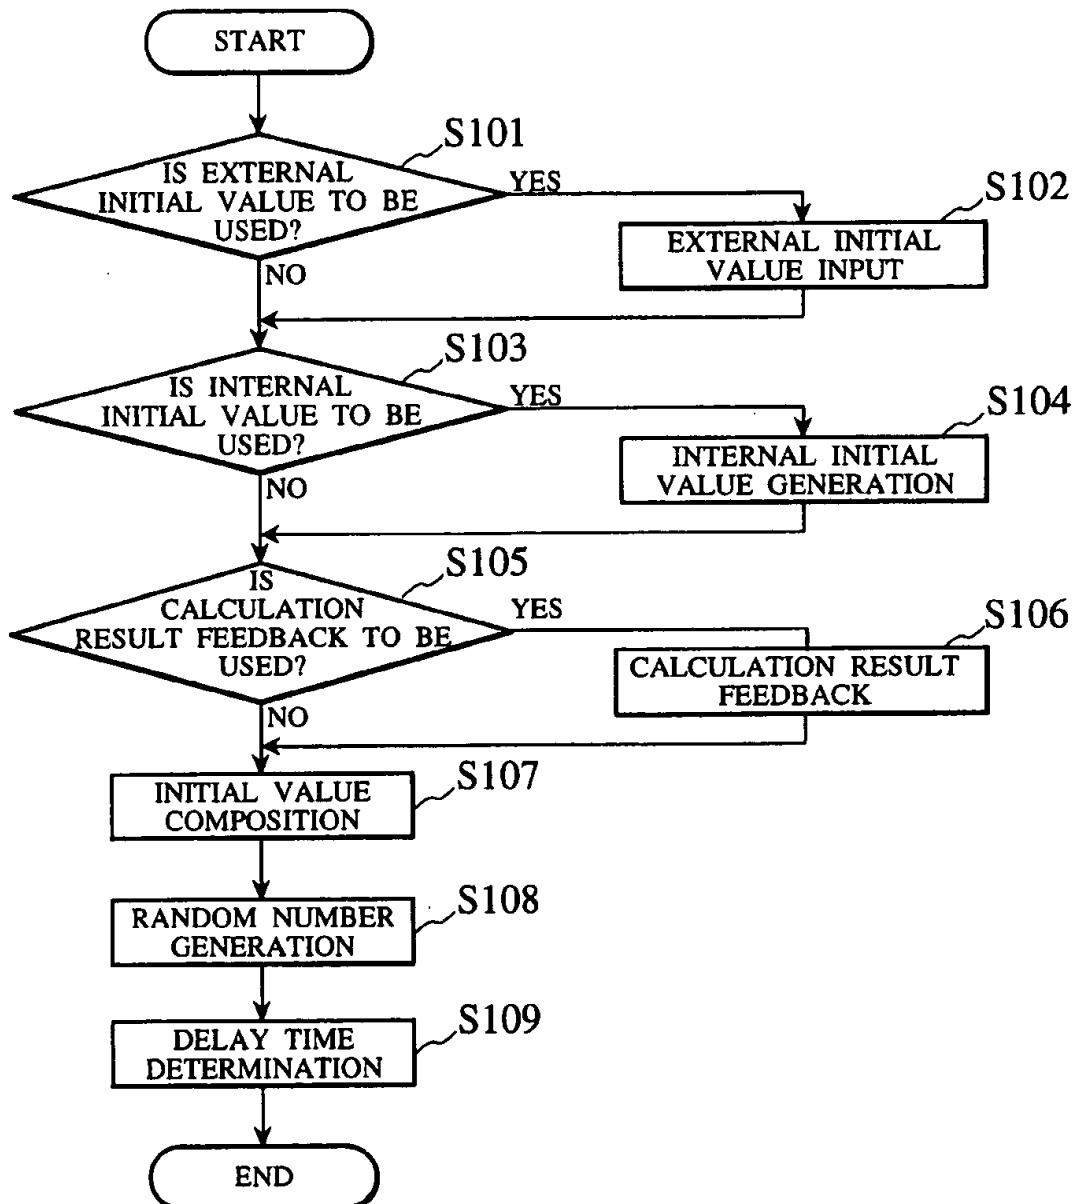 START
S101
IS EXTERNAL
INITIAL VALUE TO BE
USED?
YES
S102
EXTERNAL INITIAL
VALUE INPUT
NO
S103
IS INTERNAL
INITIAL VALUE TO BE
USED?
YES
S104
INTERNAL INITIAL
VALUE GENERATION
NO
S105
IS
CALCULATION
RESULT FEEDBACK TO BE
USED?
YES
S106
CALCULATION RESULT
FEEDBACK
NO
S107
INITIAL VALUE
COMPOSITION
S108
RANDOM NUMBER
GENERATION
S109
DELAY TIME
DETERMINATION
END